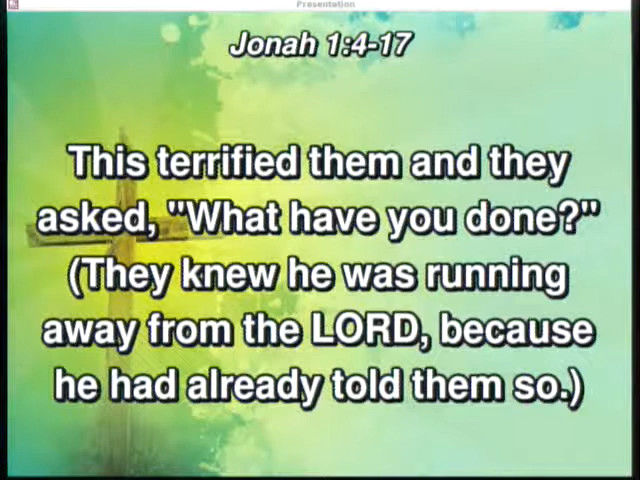 Presentation
Jonah 1:4-17
This terrified them and they
asked, "What have you done?"
(They knew he was running
away from the LORD, because
he had already told them so.)